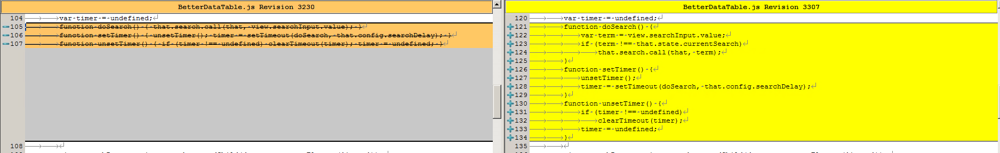 BetterDataTable.js Revision 3230
104 var timer = undefined;
105 function doSearch() { that.search.call(that, view.searchInput.value); }
106 function setTimer() { unsetTimer(); timer = setTimeout(doSearch, that.config.searchDelay); }
107 function unsetTimer() { if (timer !== undefined) clearTimeout(timer); timer = undefined; }
108
BetterDataTable.js Revision 3307
120 var timer = undefined;
121 function doSearch() {
122 var term = view.searchInput.value;
123 if (term !== that.state.currentSearch)
124 that.search.call(that, term);
125 }
126 function setTimer() {
127 unsetTimer();
128 timer = setTimeout(doSearch, that.config.searchDelay);
129 }
130 function unsetTimer() {
131 if (timer !== undefined)
132 clearTimeout(timer);
133 timer = undefined;
134 }
135